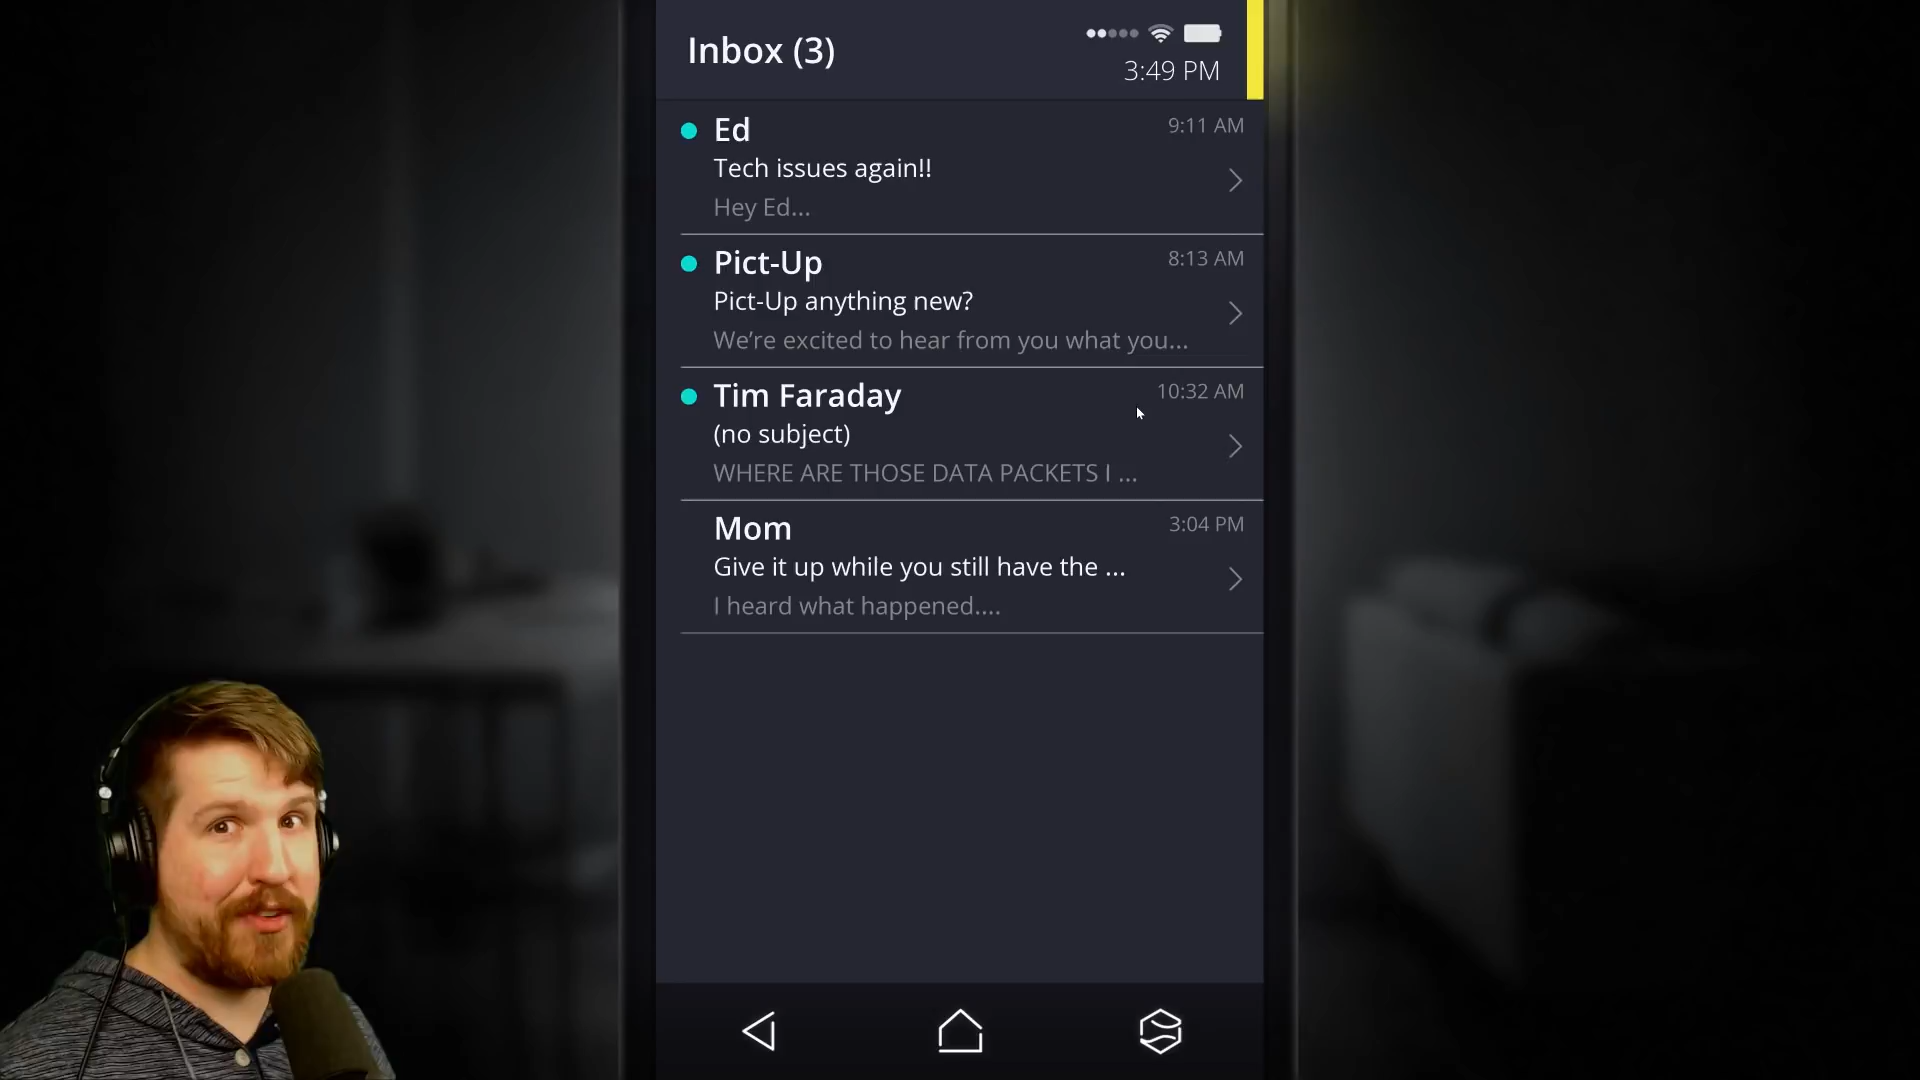 Inbox (3)
3:49 PM
Ed
9:11 AM
Tech issues again!!
Hey Ed...
Pict-Up
8:13 AM
Pict-Up anything new?
We’re excited to hear from you what you...
Tim Faraday
10:32 AM
(no subject)
WHERE ARE THOSE DATA PACKETS I ...
Mom
3:04 PM
Give it up while you still have the ...
I heard what happened....